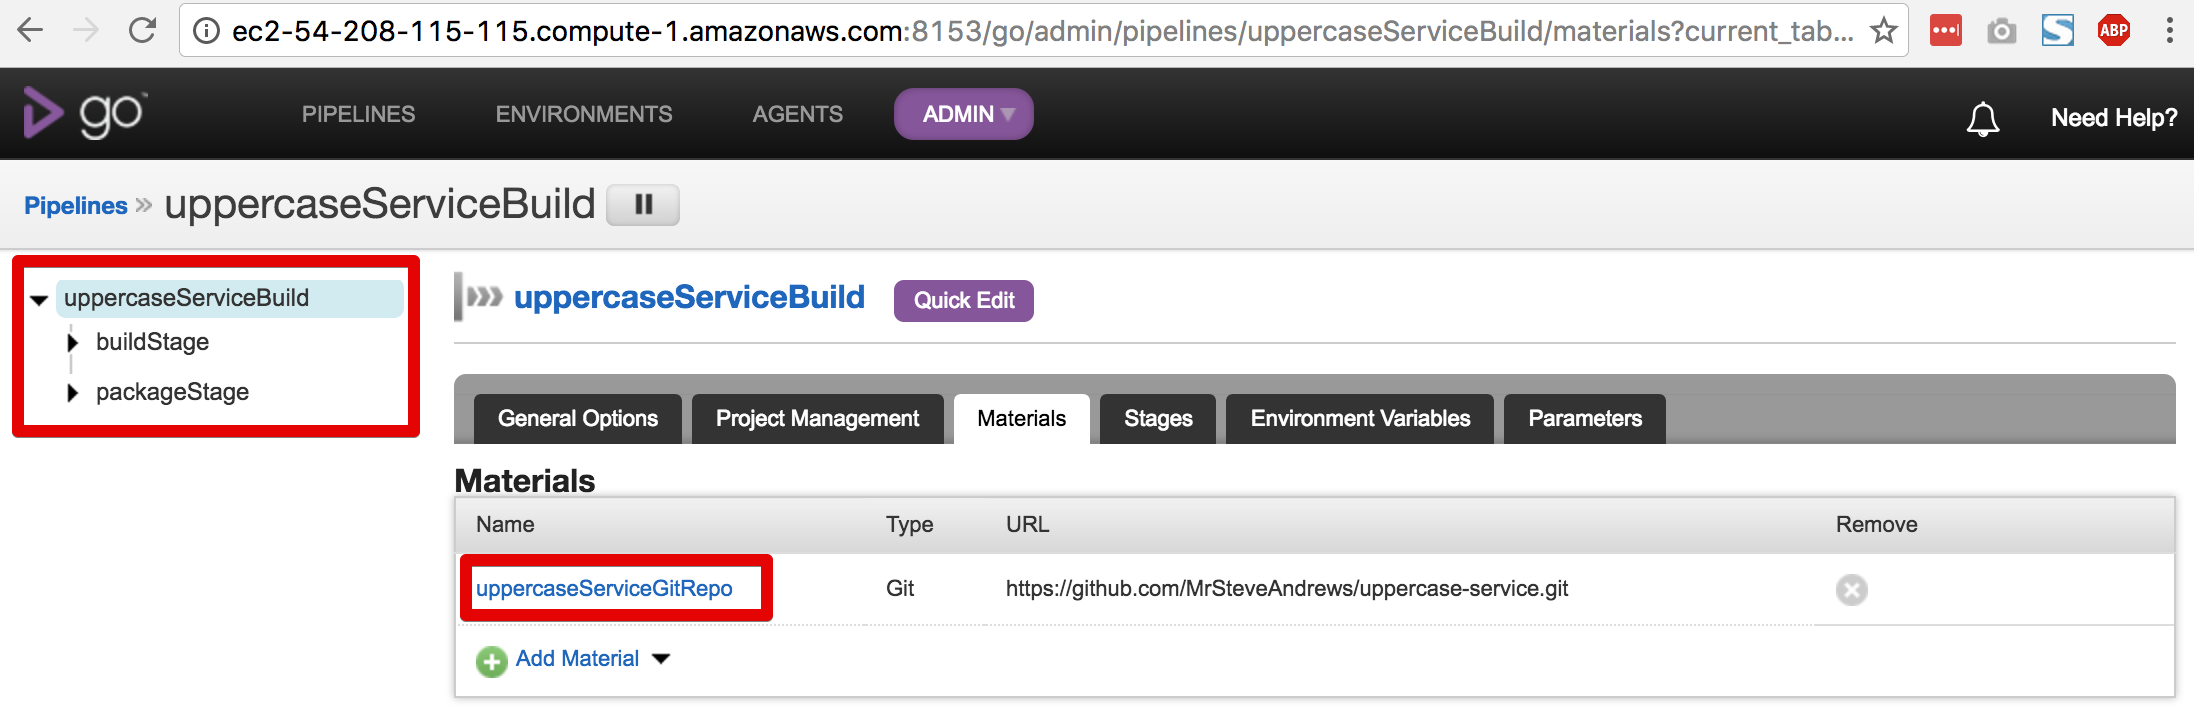 ec2-54-208-115-115.compute-1.amazonaws.com:8153/go/admin/pipelines/uppercaseServiceBuild/materials?current_tab... ABP
go™ PIPELINES ENVIRONMENTS AGENTS ADMIN Need Help?
Pipelines » uppercaseServiceBuild
uppercaseServiceBuild
buildStage
packageStage
uppercaseServiceBuild Quick Edit
General Options Project Management Materials Stages Environment Variables Parameters
Materials
Name Type URL Remove
uppercaseServiceGitRepo Git https://github.com/MrSteveAndrews/uppercase-service.git
Add Material